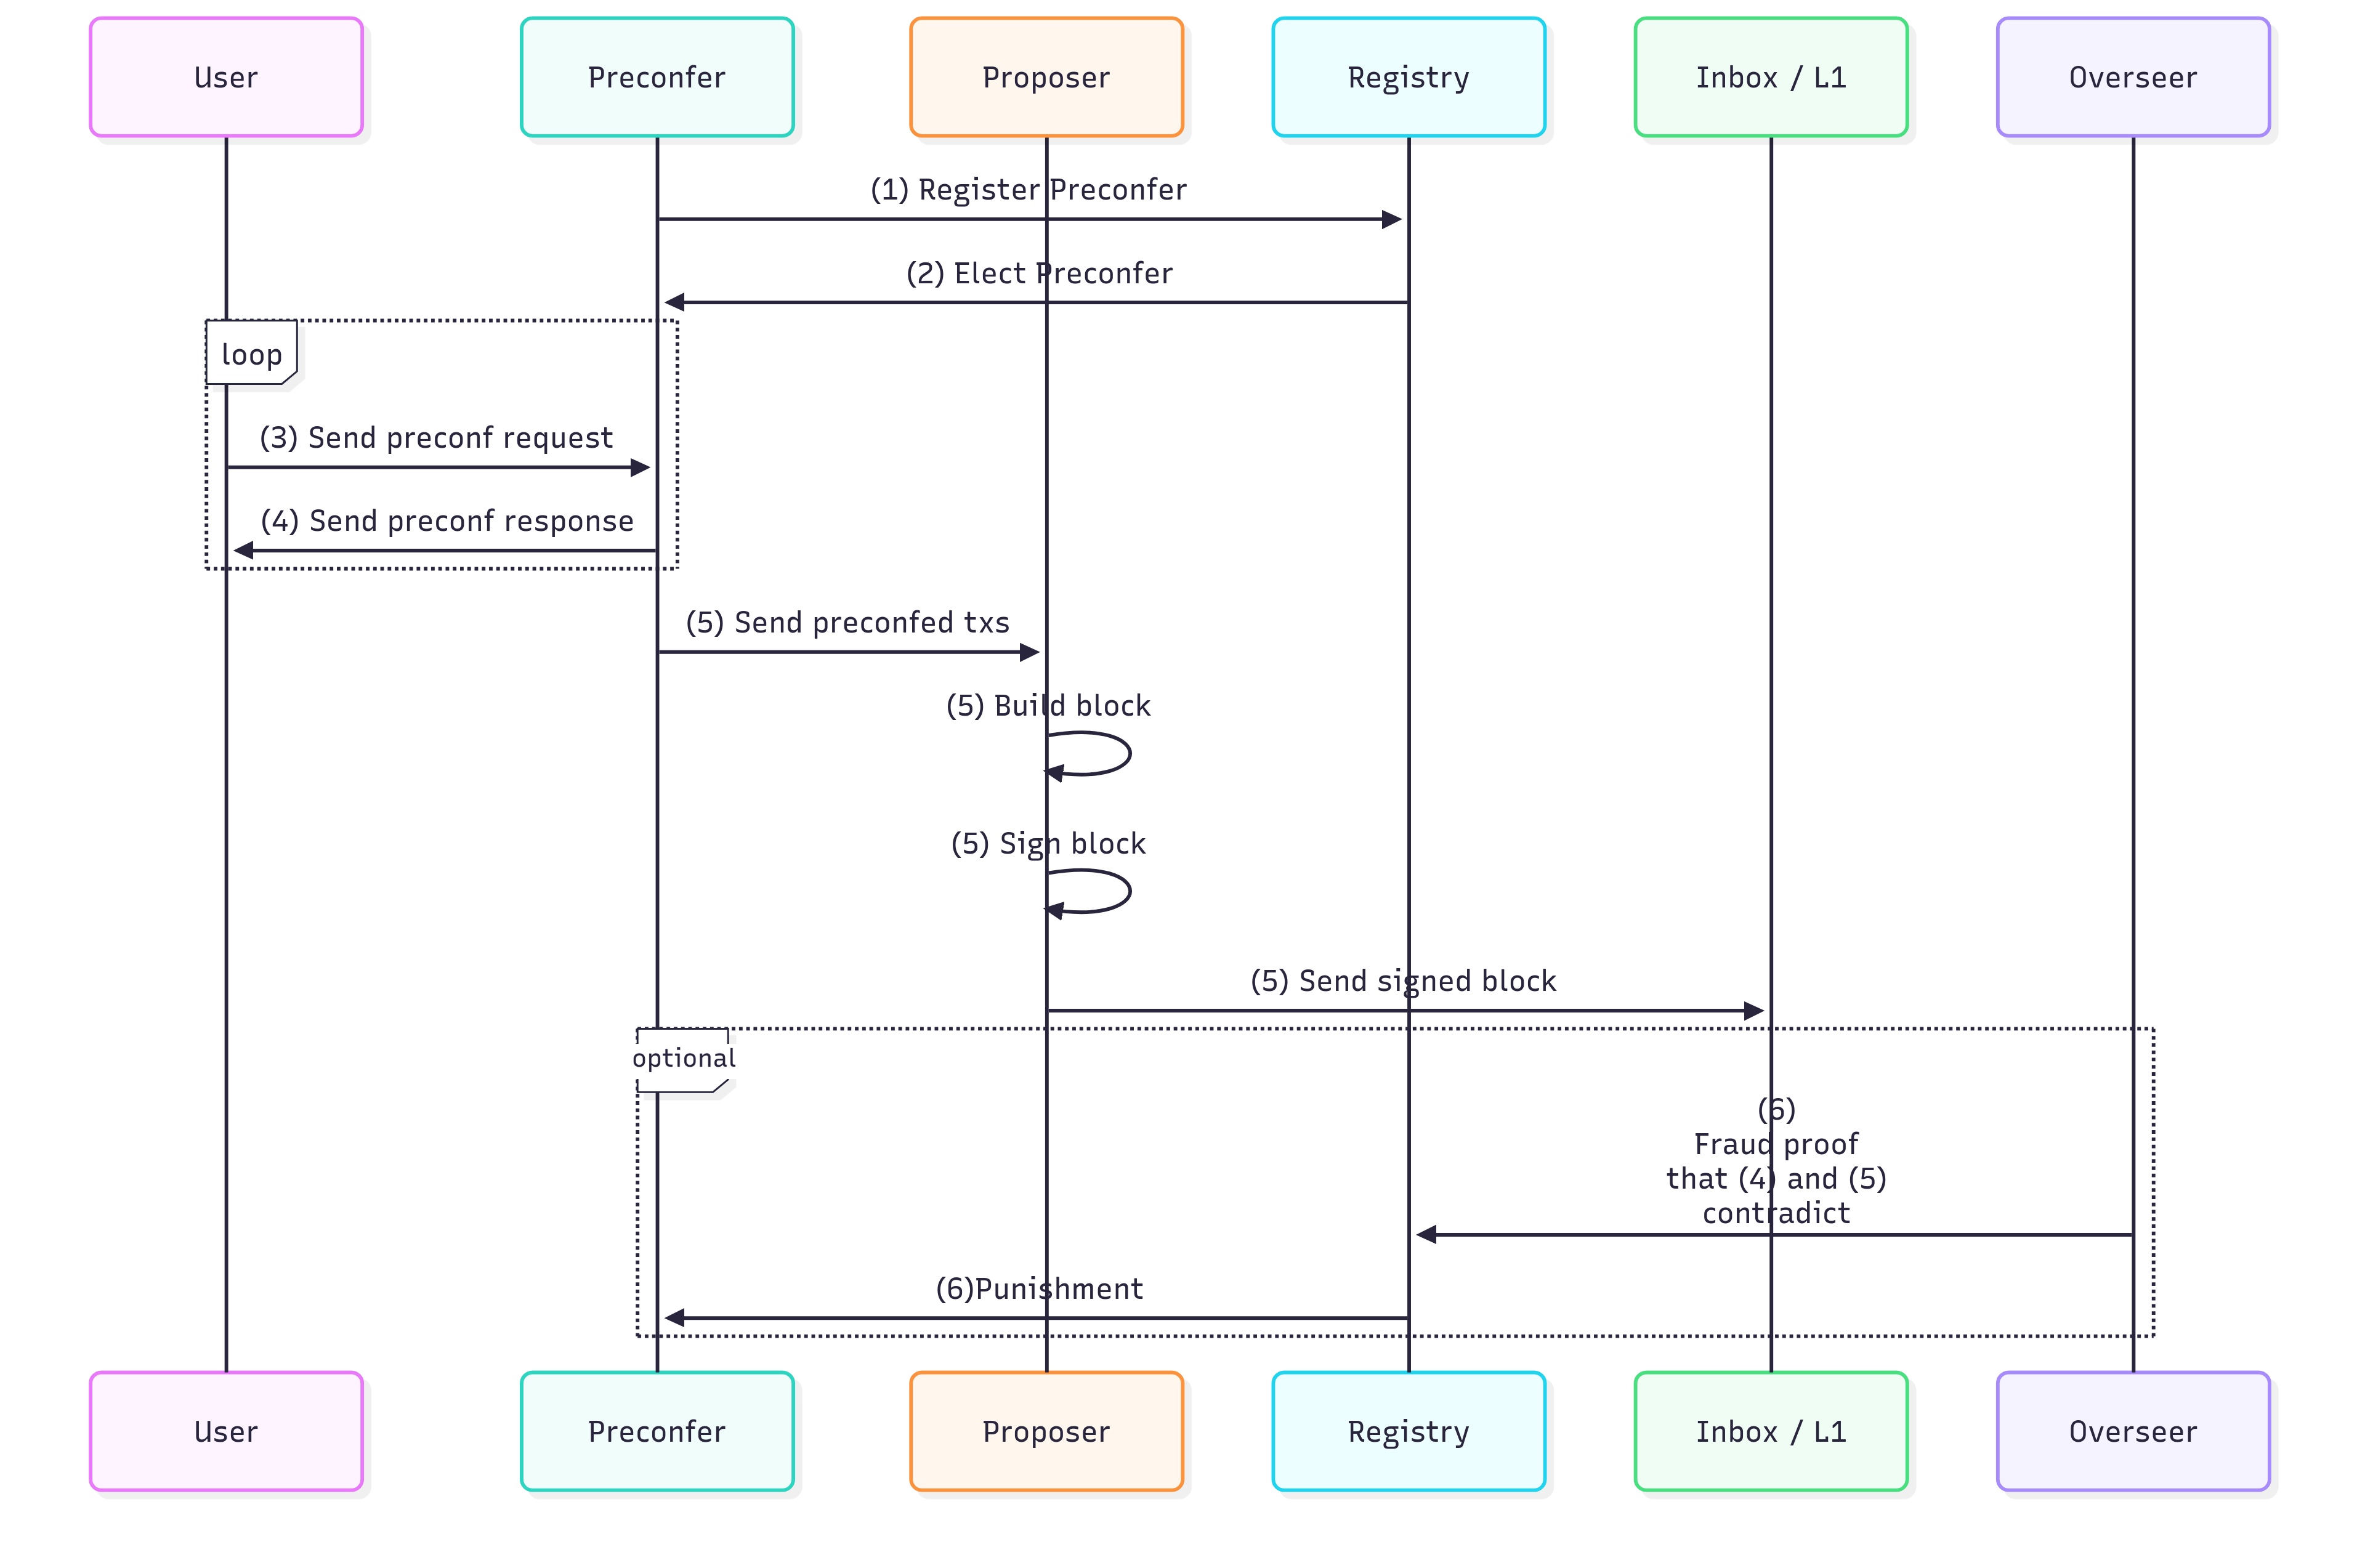 User
Preconfer
Proposer
Registry
Inbox / L1
Overseer
(1) Register Preconfer
(2) Elect Preconfer
loop
(3) Send preconf request
(4) Send preconf response
(5) Send preconfed txs
(5) Build block
(5) Sign block
(5) Send signed block
optional
(6)
Fraud proof
that (4) and (5)
contradict
(6)Punishment
User
Preconfer
Proposer
Registry
Inbox / L1
Overseer